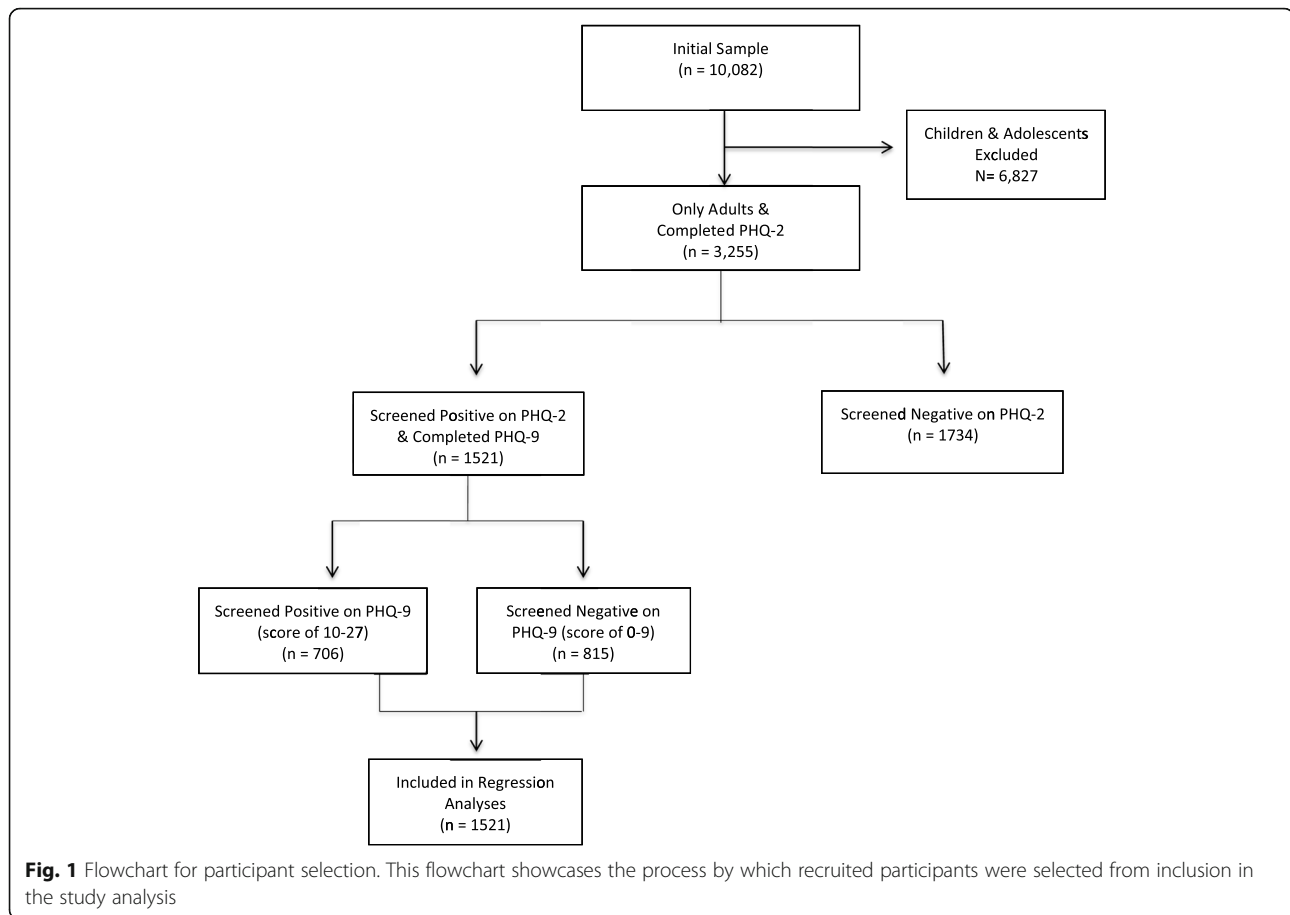 Initial Sample
(n = 10,082)
Children & Adolescents
Excluded
N= 6,827
Only Adults &
Completed PHQ-2
(n = 3,255)
Screened Positive on PHQ-2
& Completed PHQ-9
(n = 1521)
Screened Negative on PHQ-2
(n = 1734)
Screened Positive on PHQ-9
(score of 10-27)
(n = 706)
Screened Negative on
PHQ-9 (score of 0-9)
(n = 815)
Included in Regression
Analyses
(n = 1521)
Fig. 1 Flowchart for participant selection. This flowchart showcases the process by which recruited participants were selected from inclusion in
the study analysis